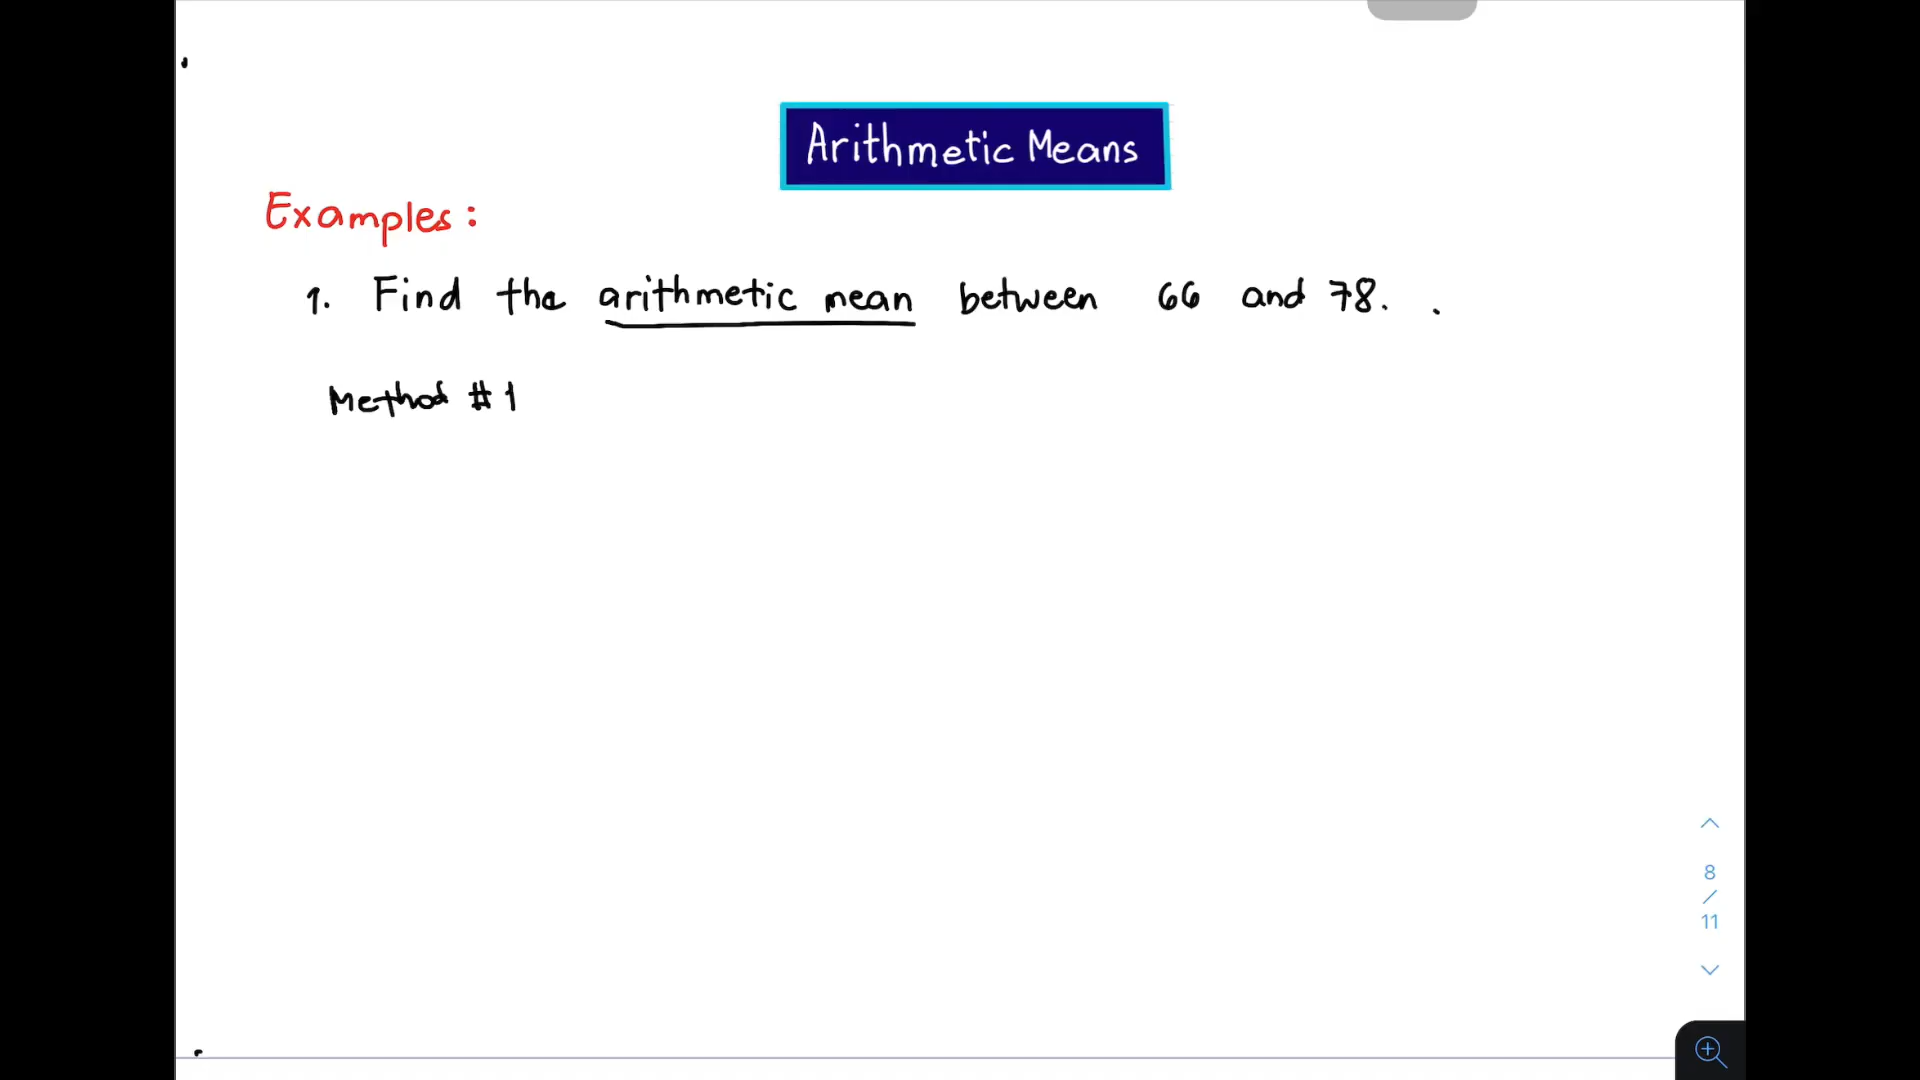 Arithmetic Means
Examples:
1. Find the arithmetic mean between 66 and 78. .
Method #1
8
/
11